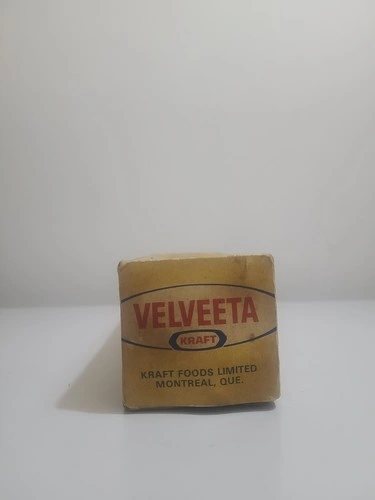 VELVEETA
KRAFT
KRAFT FOODS LIMITED
MONTREAL, QUE.